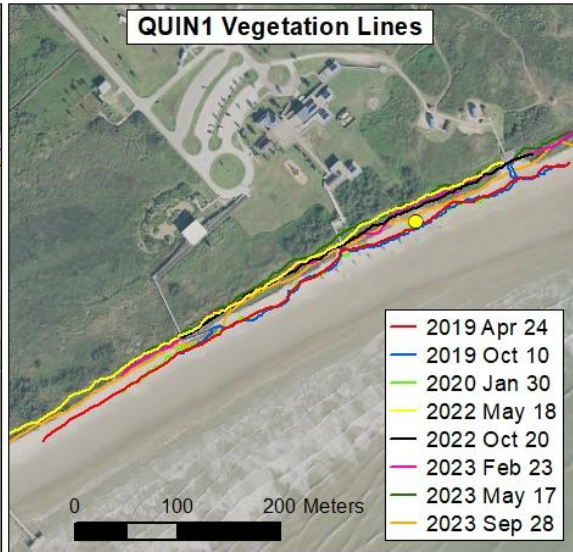 QUIN1 Vegetation Lines
2019 Apr 24
2019 Oct 10
2020 Jan 30
2022 May 18
2022 Oct 20
2023 Feb 23
2023 May 17
2023 Sep 28
0 100 200 Meters